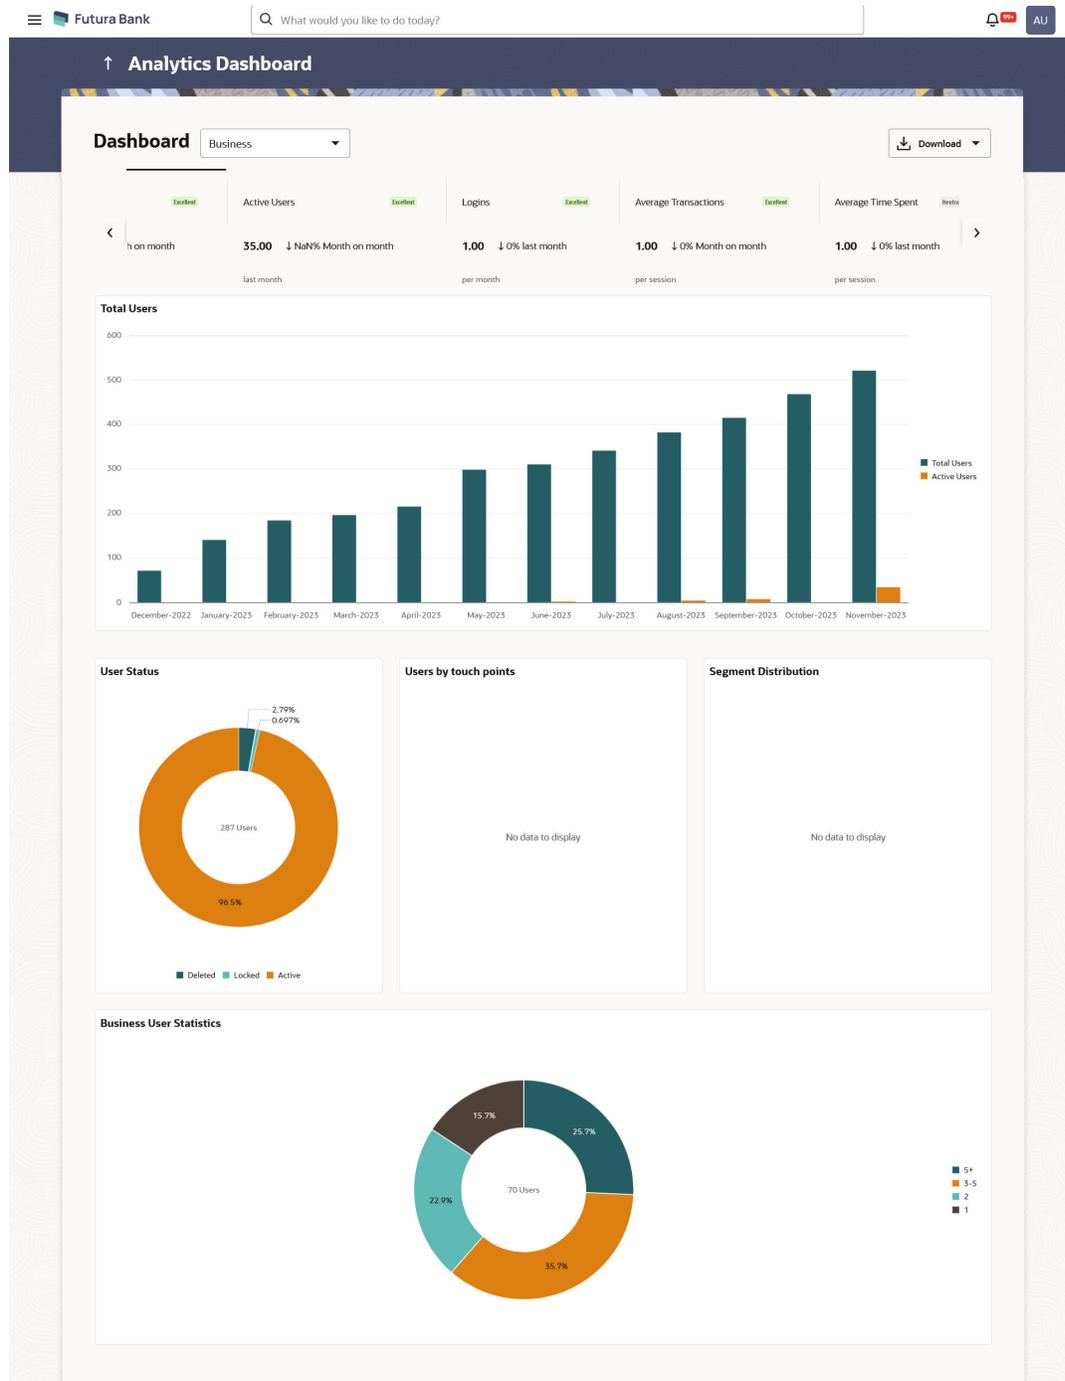 Futura Bank
What would you like to do today?
99+
AU
Analytics Dashboard
Dashboard
Business
Download
Excellent
h on month
Active Users
Excellent
35.00
NaN% Month on month
last month
Logins
Excellent
1.00
0% last month
per month
Average Transactions
Excellent
1.00
0% Month on month
per session
Average Time Spent
Neutra
1.00
0% last month
per session
Total Users
600
500
400
300
200
100
0
December-2022
January-2023
February-2023
March-2023
April-2023
May-2023
June-2023
July-2023
August-2023
September-2023
October-2023
November-2023
Total Users
Active Users
User Status
2.79%
0.697%
287 Users
96.5%
Deleted
Locked
Active
Users by touch points
No data to display
Segment Distribution
No data to display
Business User Statistics
15.7%
25.7%
70 Users
22.9%
35.7%
5+
3-5
2
1